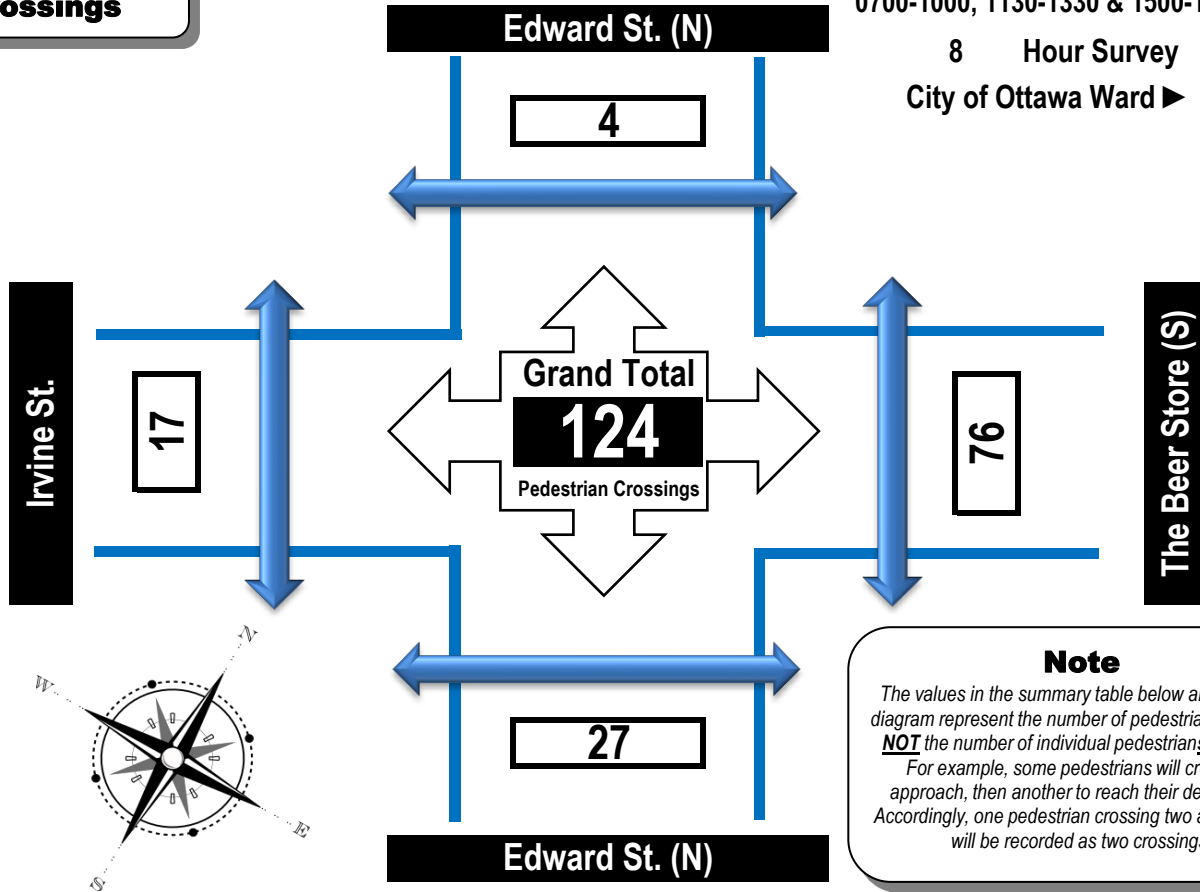 ossings
Edward St. (N)
0700-1000, 1130-1330 & 1500-1
8 Hour Survey
City of Ottawa Ward ►
4
Irvine St.
17
Grand Total
124
Pedestrian Crossings
76
The Beer Store (S)
27
Edward St. (N)
N
W
E
S
Note
The values in the summary table below a
diagram represent the number of pedestria
NOT the number of individual pedestrians
For example, some pedestrians will cr
approach, then another to reach their de
Accordingly, one pedestrian crossing two a
will be recorded as two crossings